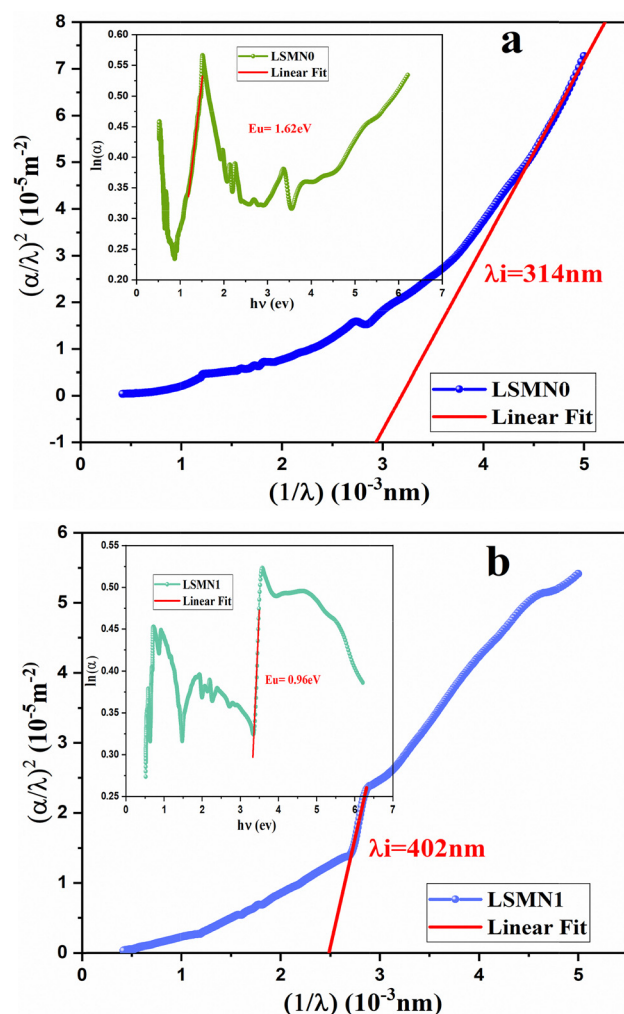 a
8
7
6
5
4
3
2
1
0
-1
(α/λ)² (10⁻⁵m⁻²)
0 1 2 3 4 5
(1/λ) (10⁻³nm)
λi=314nm
LSMN0
Linear Fit
0.60
0.55
0.50
0.45
0.40
0.35
0.30
0.25
0.20
ln(α)
0 1 2 3 4 5 6 7
hν (ev)
LSMN0
Linear Fit
Eu= 1.62eV
b
6
5
4
3
2
1
0
(α/λ)² (10⁻⁵m⁻²)
0 1 2 3 4 5
(1/λ) (10⁻³nm)
λi=402nm
LSMN1
Linear Fit
0.55
0.50
0.45
0.40
0.35
0.30
0.25
ln(α)
0 1 2 3 4 5 6 7
hν (ev)
LSMN1
Linear Fit
Eu= 0.96eV